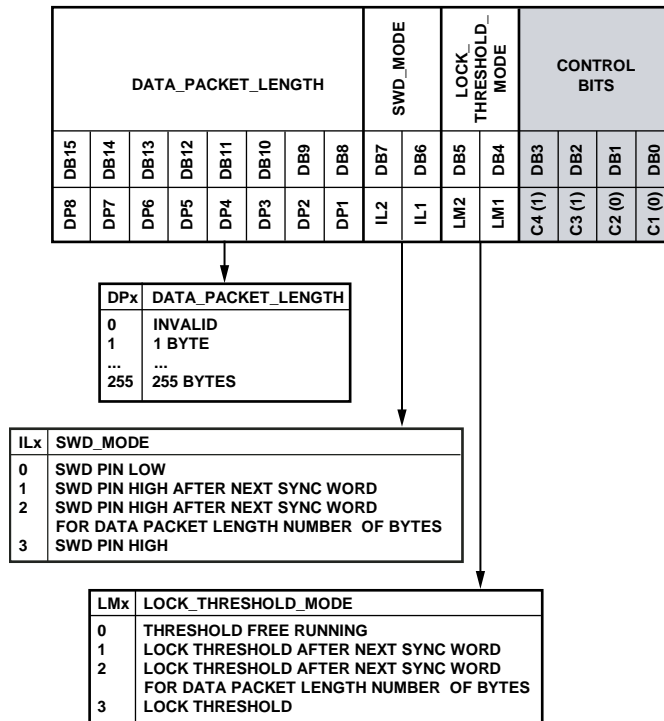 DATA_PACKET_LENGTH
SWD_MODE
LOCK_
THRESHOLD_
MODE
CONTROL
BITS
DB15 DB14 DB13 DB12 DB11 DB10 DB9 DB8 DB7 DB6 DB5 DB4 DB3 DB2 DB1 DB0
DP8 DP7 DP6 DP5 DP4 DP3 DP2 DP1 IL2 IL1 LM2 LM1 C4 (1) C3 (1) C2 (0) C1 (0)
DPx DATA_PACKET_LENGTH
0 INVALID
1 1 BYTE
... ...
255 255 BYTES
ILx SWD_MODE
0 SWD PIN LOW
1 SWD PIN HIGH AFTER NEXT SYNC WORD
2 SWD PIN HIGH AFTER NEXT SYNC WORD
FOR DATA PACKET LENGTH NUMBER OF BYTES
3 SWD PIN HIGH
LMx LOCK_THRESHOLD_MODE
0 THRESHOLD FREE RUNNING
1 LOCK THRESHOLD AFTER NEXT SYNC WORD
2 LOCK THRESHOLD AFTER NEXT SYNC WORD
FOR DATA PACKET LENGTH NUMBER OF BYTES
3 LOCK THRESHOLD